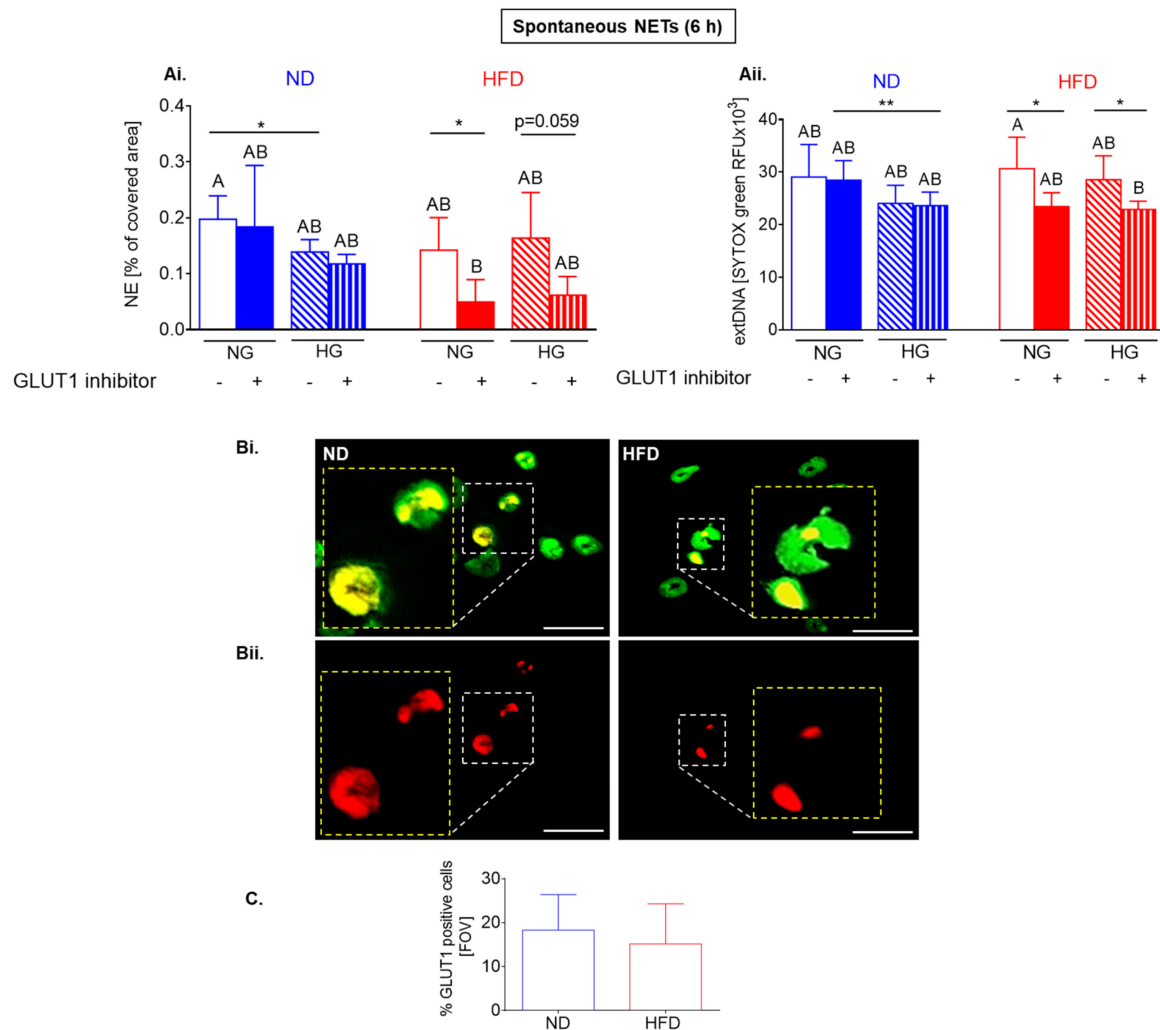 Spontaneous NETs (6 h)
Ai.
ND
HFD
NE [% of covered area]
0.4
0.3
0.2
0.1
0.0
*
*
p=0.059
A
AB
AB
AB
AB
B
AB
AB
NG
HG
NG
HG
GLUT1 inhibitor
- + - + - + - +
Aii.
ND
HFD
extDNA [SYTOX green RFUx10³]
40
30
20
10
0
**
*
*
AB
AB
AB
AB
A
AB
AB
B
NG
HG
NG
HG
GLUT1 inhibitor
- + - + - + - +
Bi.
ND
HFD
Bii.
C.
% GLUT1 positive cells
[FOV]
30
20
10
0
ND
HFD